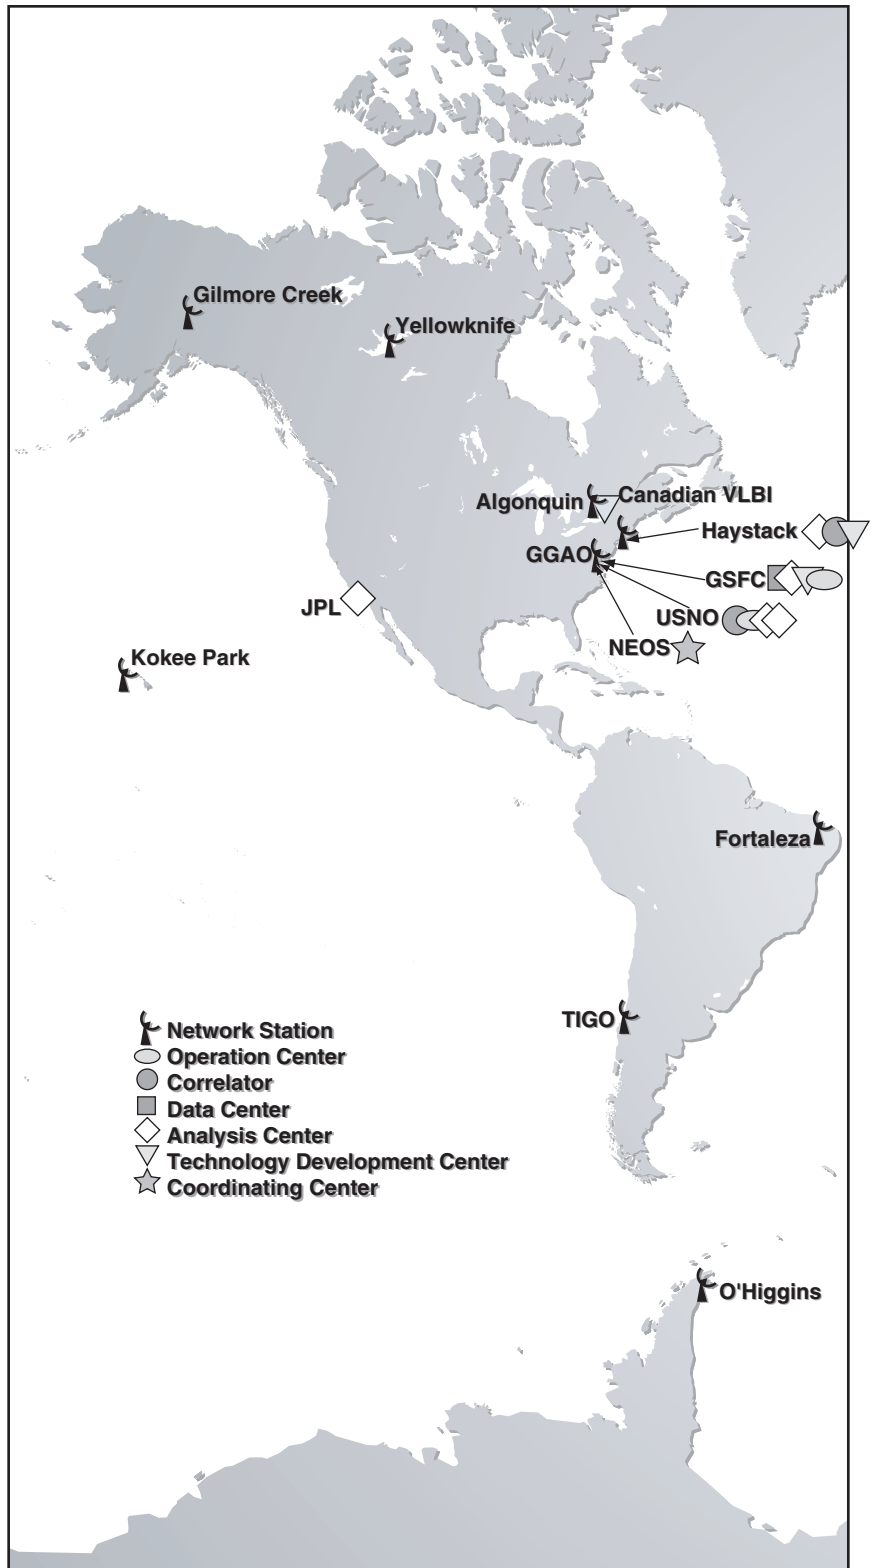 Gilmore Creek
Yellowknife
Algonquin
Canadian VLBI
Haystack
GGAO
GSFC
JPL
USNO
NEOS
Kokee Park
Fortaleza
TIGO
Network Station
Operation Center
Correlator
Data Center
Analysis Center
Technology Development Center
Coordinating Center
O'Higgins